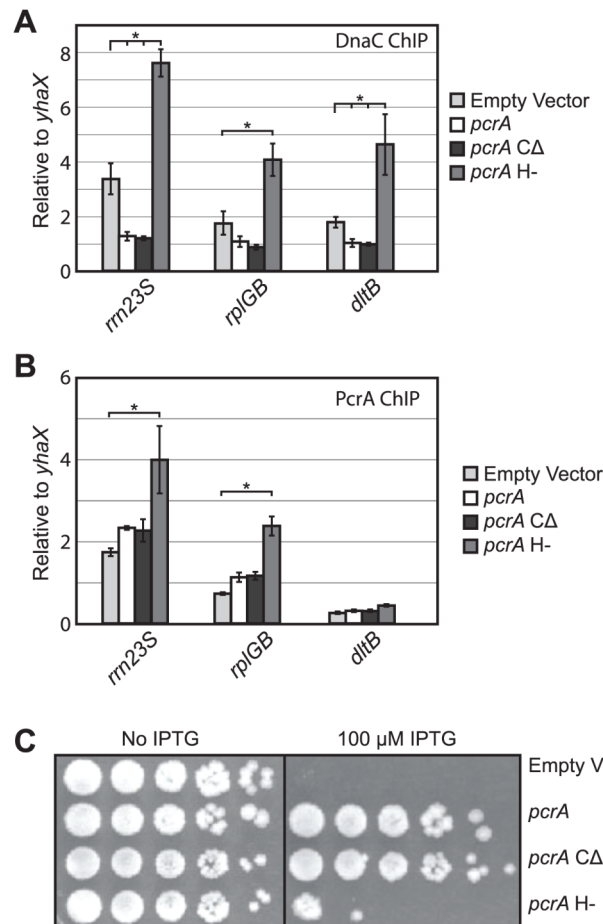 A
DnaC ChIP
Relative to yhaX
8
6
4
2
0
*
*
*
rrn23S
rplGB
dltB
Empty Vector
pcrA
pcrA CΔ
pcrA H-
B
PcrA ChIP
Relative to yhaX
6
4
2
0
*
*
rrn23S
rplGB
dltB
Empty Vector
pcrA
pcrA CΔ
pcrA H-
C
No IPTG
100 µM IPTG
Empty V
pcrA
pcrA CΔ
pcrA H-